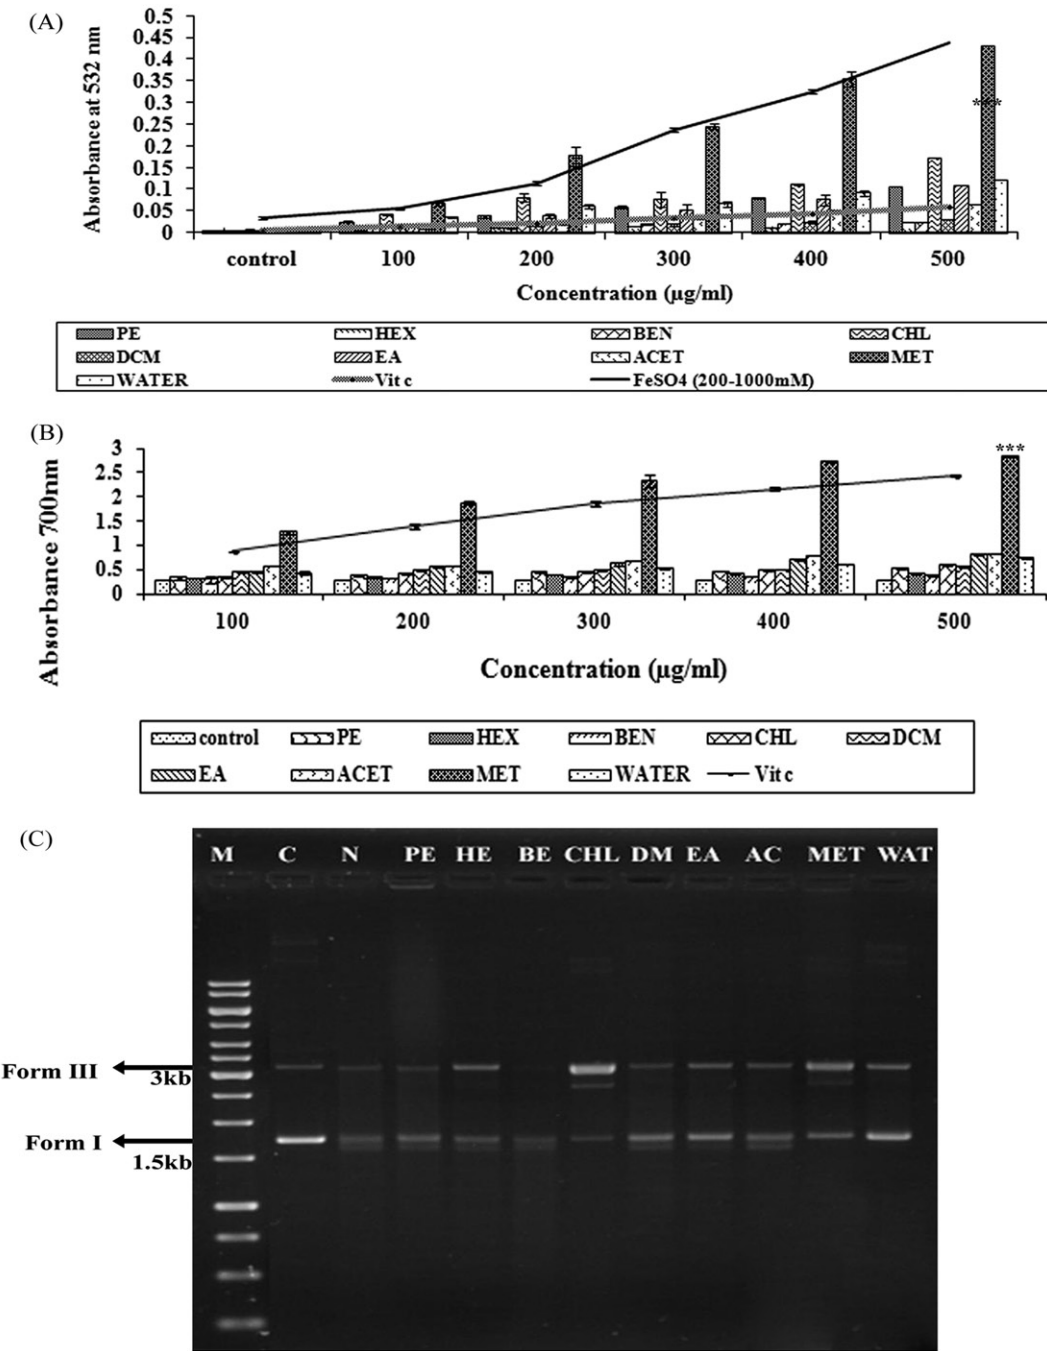 (A)
Absorbance at 532 nm
0.5
0.45
0.4
0.35
0.3
0.25
0.2
0.15
0.1
0.05
0
***
control 100 200 300 400 500
Concentration (µg/ml)
PE HEX BEN CHL
DCM EA ACET MET
WATER Vit c FeSO4 (200-1000mM)
(B)
Absorbance 700nm
3
2.5
2
1.5
1
0.5
0
***
100 200 300 400 500
Concentration (µg/ml)
control PE HEX BEN CHL DCM
EA ACET MET WATER Vit c
(C)
M C N PE HE BE CHL DM EA AC MET WAT
Form III
3kb
Form I
1.5kb